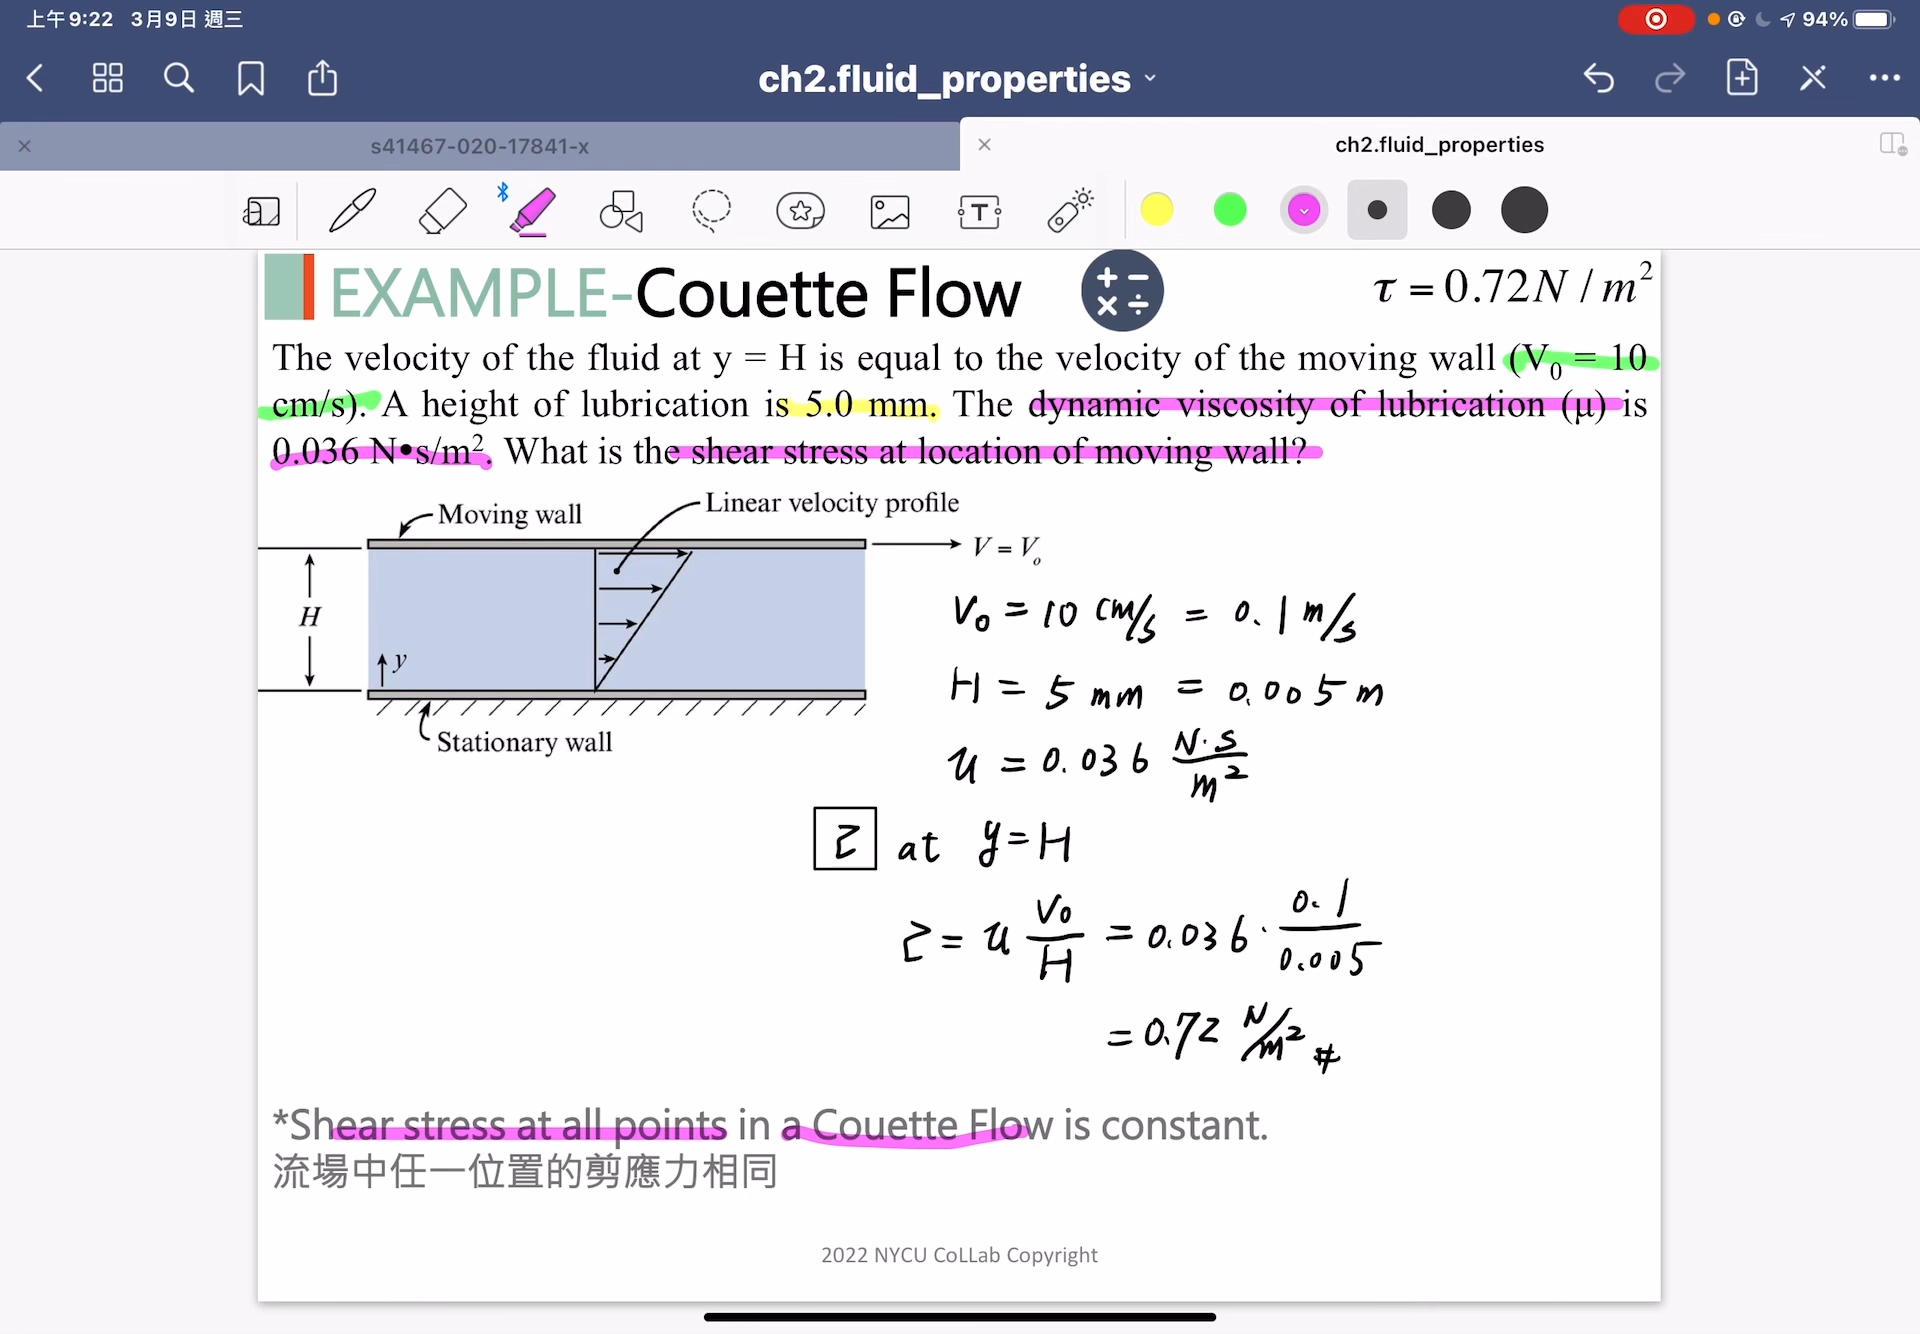 上午9:22 3月9日 週三
94%
ch2.fluid_properties
s41467-020-17841-x
ch2.fluid_properties
EXAMPLE-Couette Flow
τ = 0.72N / m²
The velocity of the fluid at y = H is equal to the velocity of the moving wall (V₀ = 10
cm/s). A height of lubrication is 5.0 mm. The dynamic viscosity of lubrication (μ) is
0.036 N•s/m². What is the shear stress at location of moving wall?
Linear velocity profile
Moving wall
V = Vₒ
H
y
Stationary wall
V₀ = 10 cm/s = 0.1 m/s
H = 5 mm = 0.005 m
u = 0.036 N·s/m²
τ at y=H
τ = u V₀/H = 0.036 · 0.1/0.005
= 0.72 N/m² #
*Shear stress at all points in a Couette Flow is constant.
流場中任一位置的剪應力相同
2022 NYCU CoLLab Copyright